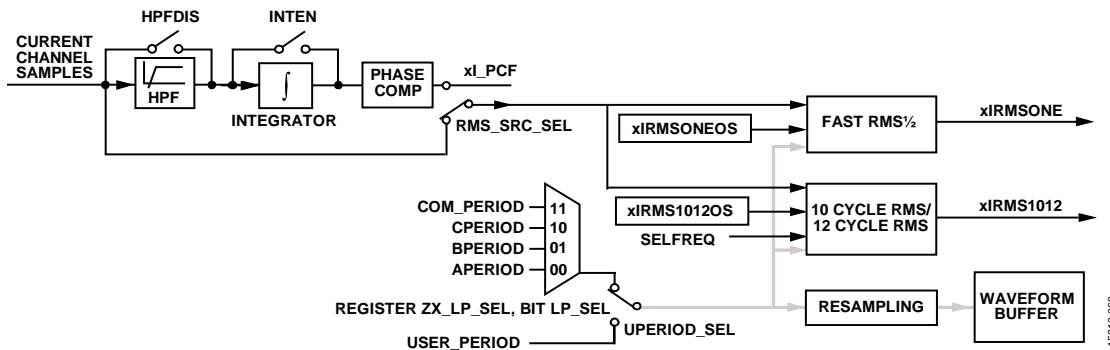 HPFDIS
INTEN
CURRENT
CHANNEL
SAMPLES
HPF
∫
INTEGRATOR
PHASE
COMP
xI_PCF
RMS_SRC_SEL
xIRMSONEOS
FAST RMS½
xIRMSONE
xIRMS1012OS
SELFREQ
10 CYCLE RMS/
12 CYCLE RMS
xIRMS1012
COM_PERIOD 11
CPERIOD 10
BPERIOD 01
APERIOD 00
REGISTER ZX_LP_SEL, BIT LP_SEL
UPERIOD_SEL
USER_PERIOD
RESAMPLING
WAVEFORM
BUFFER